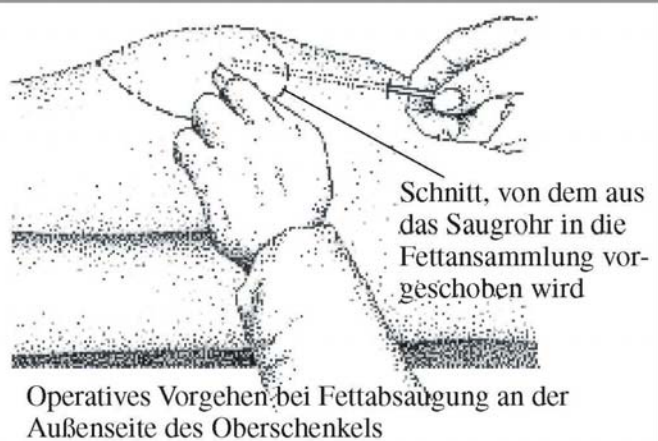 Schnitt, von dem aus
das Saugrohr in die
Fettansammlung vor-
geschoben wird
Operatives Vorgehen bei Fettabsaugung an der
Außenseite des Oberschenkels